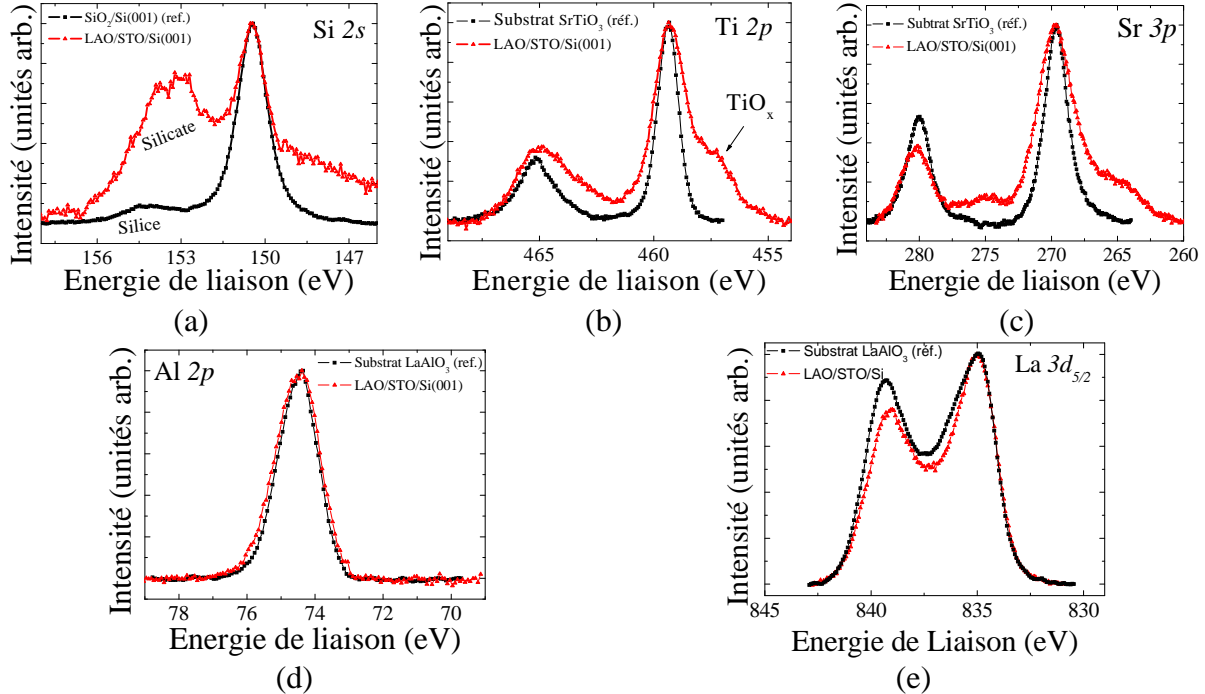 SiO2/Si(001) (ref.)
LAO/STO/Si(001)
Si 2s
Silicate
Silice
Intensité (unités arb.)
156 153 150 147
Energie de liaison (eV)
(a)
Substrat SrTiO3 (réf.)
LAO/STO/Si(001)
Ti 2p
TiOx
Intensité (unités arb.)
465 460 455
Energie de liaison (eV)
(b)
Substrat SrTiO3 (réf.)
LAO/STO/Si(001)
Sr 3p
Intensité (unités arb.)
280 275 270 265 260
Energie de liaison (eV)
(c)
Al 2p
Substrat LaAlO3 (ref.)
LAO/STO/Si(001)
Intensité (unités arb.)
78 76 74 72 70
Energie de liaison (eV)
(d)
Substrat LaAlO3 (réf.)
LAO/STO/Si
La 3d5/2
Intensité (unités arb.)
845 840 835 830
Energie de Liaison (eV)
(e)